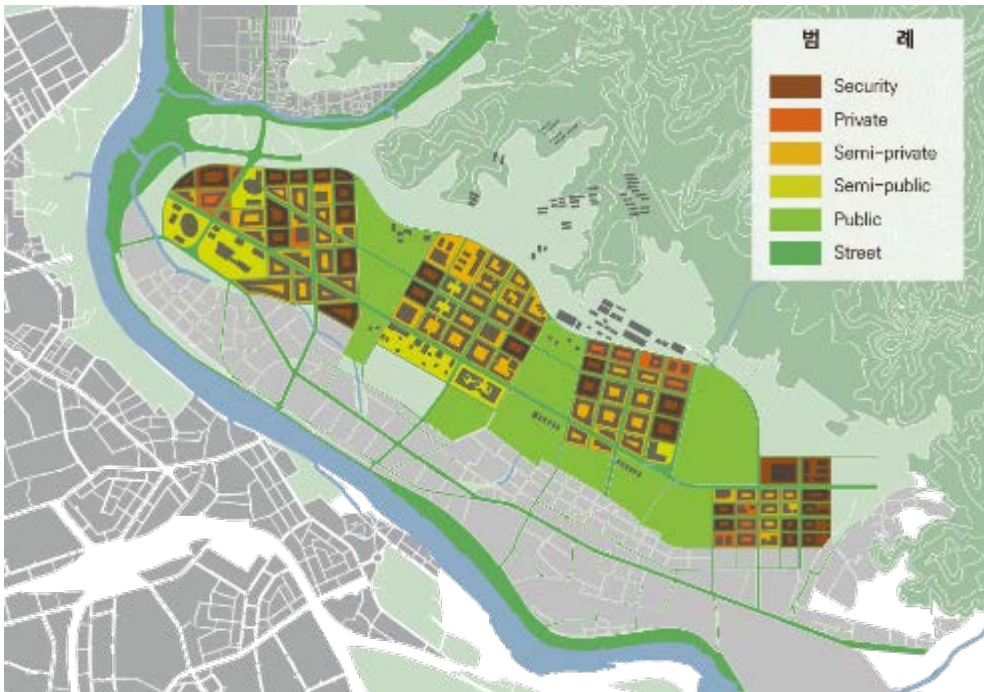 범 례
Security
Private
Semi-private
Semi-public
Public
Street